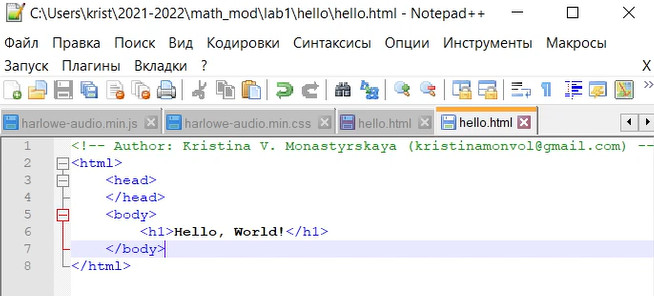 C:\Users\krist\2021-2022\math_mod\lab1\hello\hello.html - Notepad++
Файл Правка Поиск Вид Кодировки Синтаксисы Опции Инструменты Макросы
Запуск Плагины Вкладки ? X
harlowe-audio.min.js harlowe-audio.min.css hello.html hello.html
1 <!-- Author: Kristina V. Monastyrskaya (kristinamonvol@gmail.com) --
2 <html>
3 <head>
4 </head>
5 <body>
6 <h1>Hello, World!</h1>
7 </body>
8 </html>